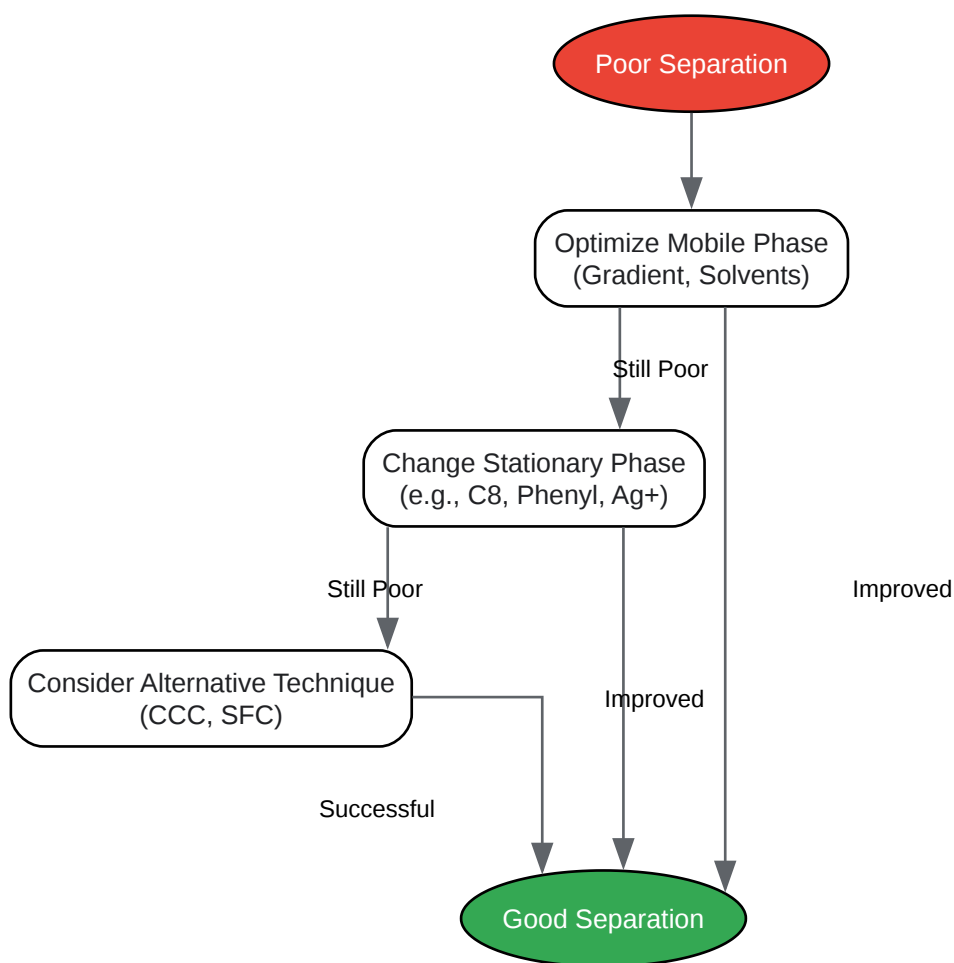 Poor Separation
Optimize Mobile Phase
(Gradient, Solvents)
Still Poor
Change Stationary Phase
(e.g., C8, Phenyl, Ag+)
Still Poor
Improved
Consider Alternative Technique
(CCC, SFC)
Improved
Successful
Good Separation